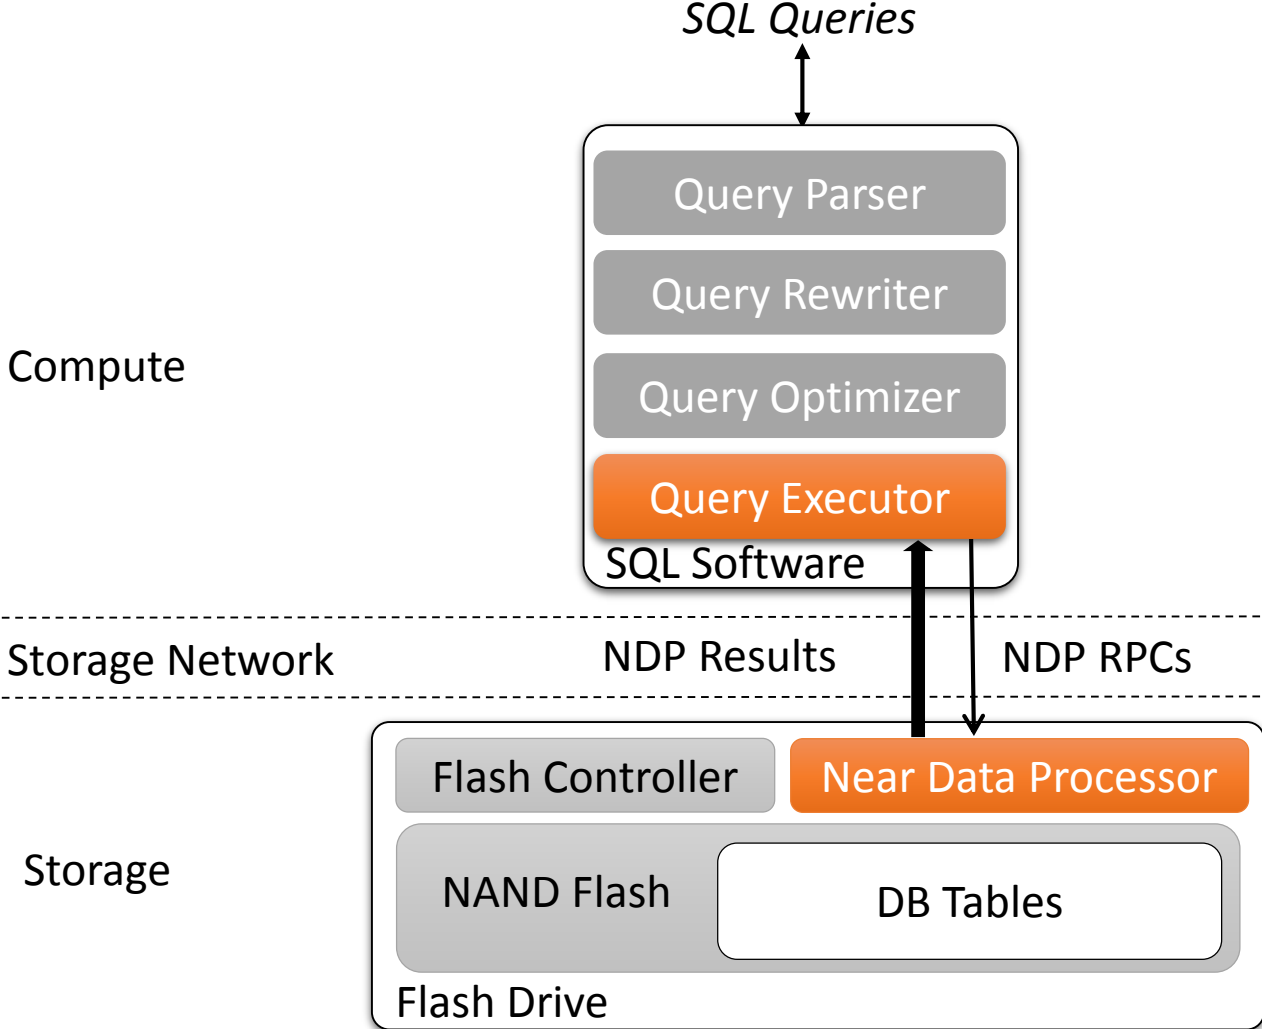 SQL Queries
Query Parser
Query Rewriter
Compute
Query Optimizer
Query Executor
SQL Software
Storage Network
NDP Results
NDP RPCs
Flash Controller
Near Data Processor
Storage
NAND Flash
DB Tables
Flash Drive